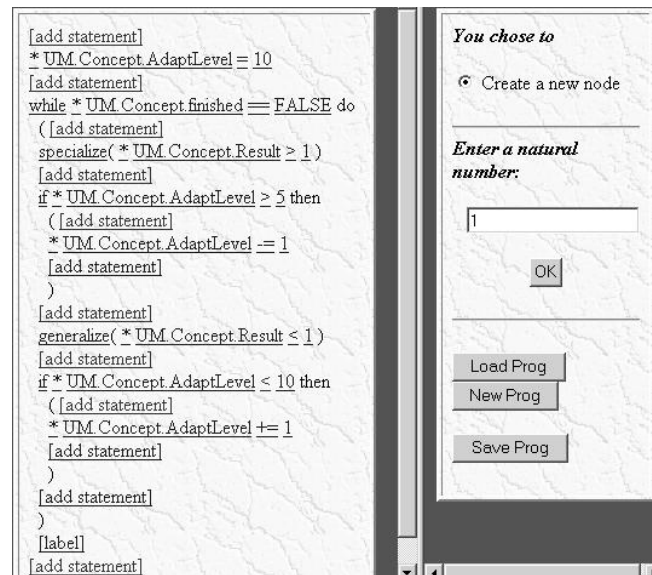 [add statement]
* UM.Concept.AdaptLevel = 10
[add statement]
while * UM.Concept.finished == FALSE do
( [add statement]
specialize( * UM.Concept.Result > 1 )
[add statement]
if * UM.Concept.AdaptLevel > 5 then
( [add statement]
* UM.Concept.AdaptLevel -= 1
[add statement]
)
[add statement]
generalize( * UM.Concept.Result < 1 )
[add statement]
if * UM.Concept.AdaptLevel < 10 then
( [add statement]
* UM.Concept.AdaptLevel += 1
[add statement]
)
[add statement]
)
[label]
[add statement]
You chose to
Create a new node
Enter a natural
number:
1
OK
Load Prog
New Prog
Save Prog